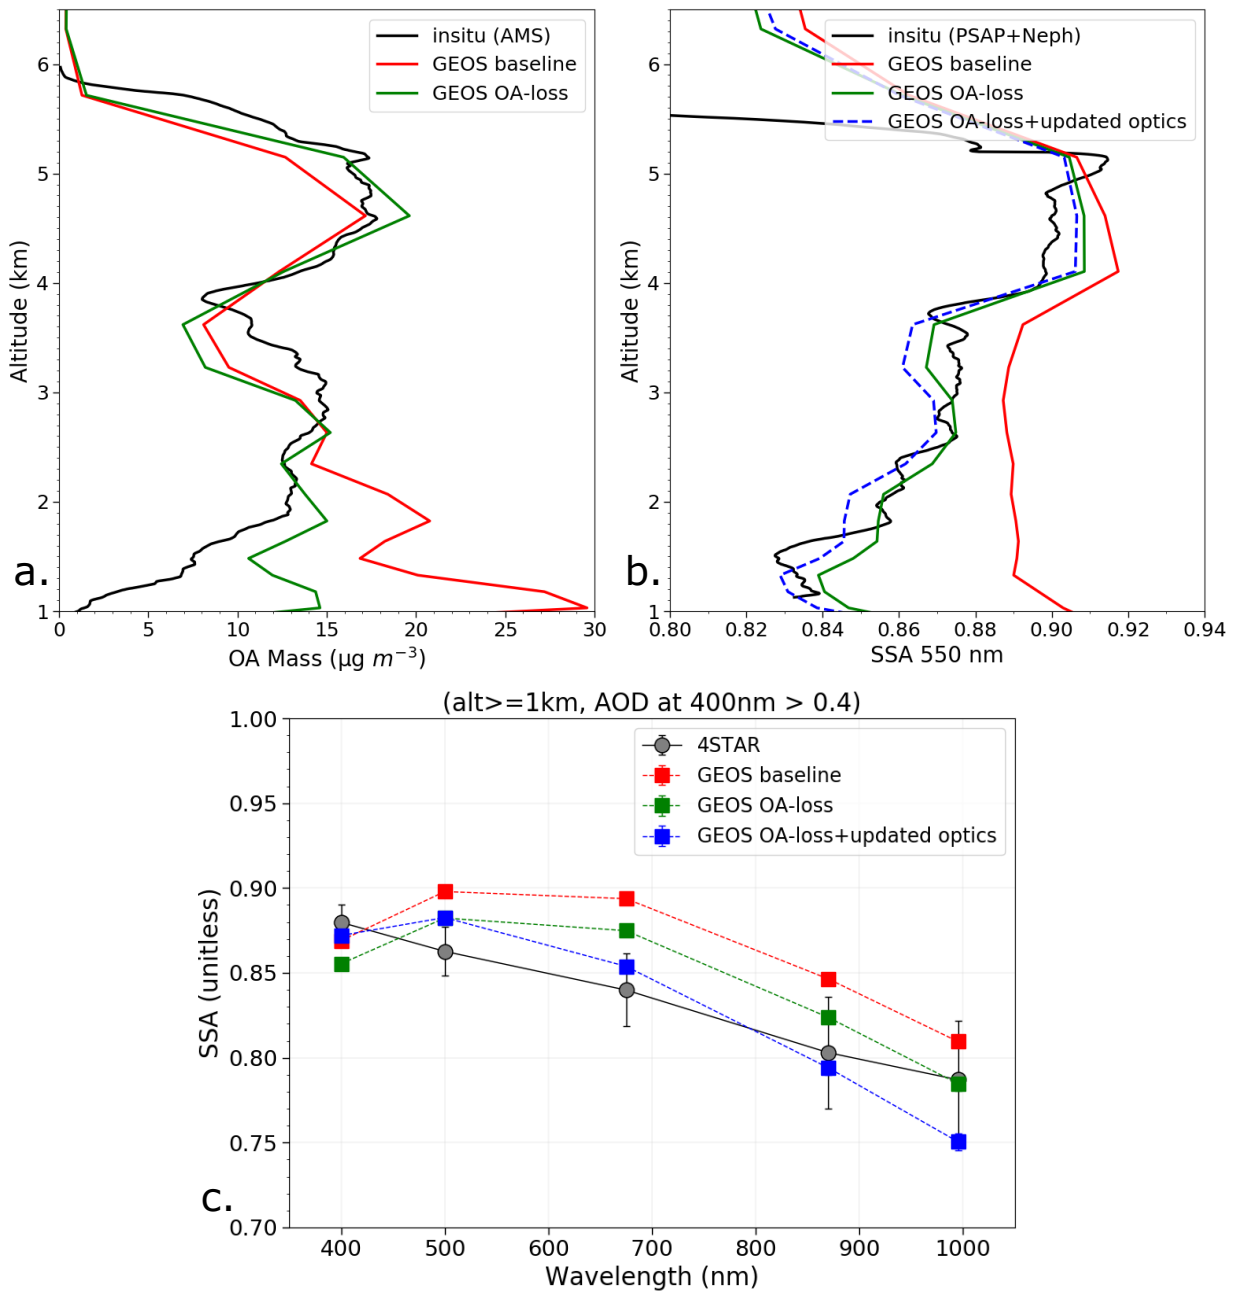 insitu (AMS)
GEOS baseline
GEOS OA-loss
6
5
4
3
2
1
Altitude (km)
a.
0 5 10 15 20 25 30
OA Mass (μg m⁻³)
insitu (PSAP+Neph)
GEOS baseline
GEOS OA-loss
GEOS OA-loss+updated optics
6
5
4
3
2
1
Altitude (km)
b.
0.80 0.82 0.84 0.86 0.88 0.90 0.92 0.94
SSA 550 nm
(alt>=1km, AOD at 400nm > 0.4)
4STAR
GEOS baseline
GEOS OA-loss
GEOS OA-loss+updated optics
1.00
0.95
0.90
0.85
0.80
0.75
0.70
SSA (unitless)
c.
400 500 600 700 800 900 1000
Wavelength (nm)